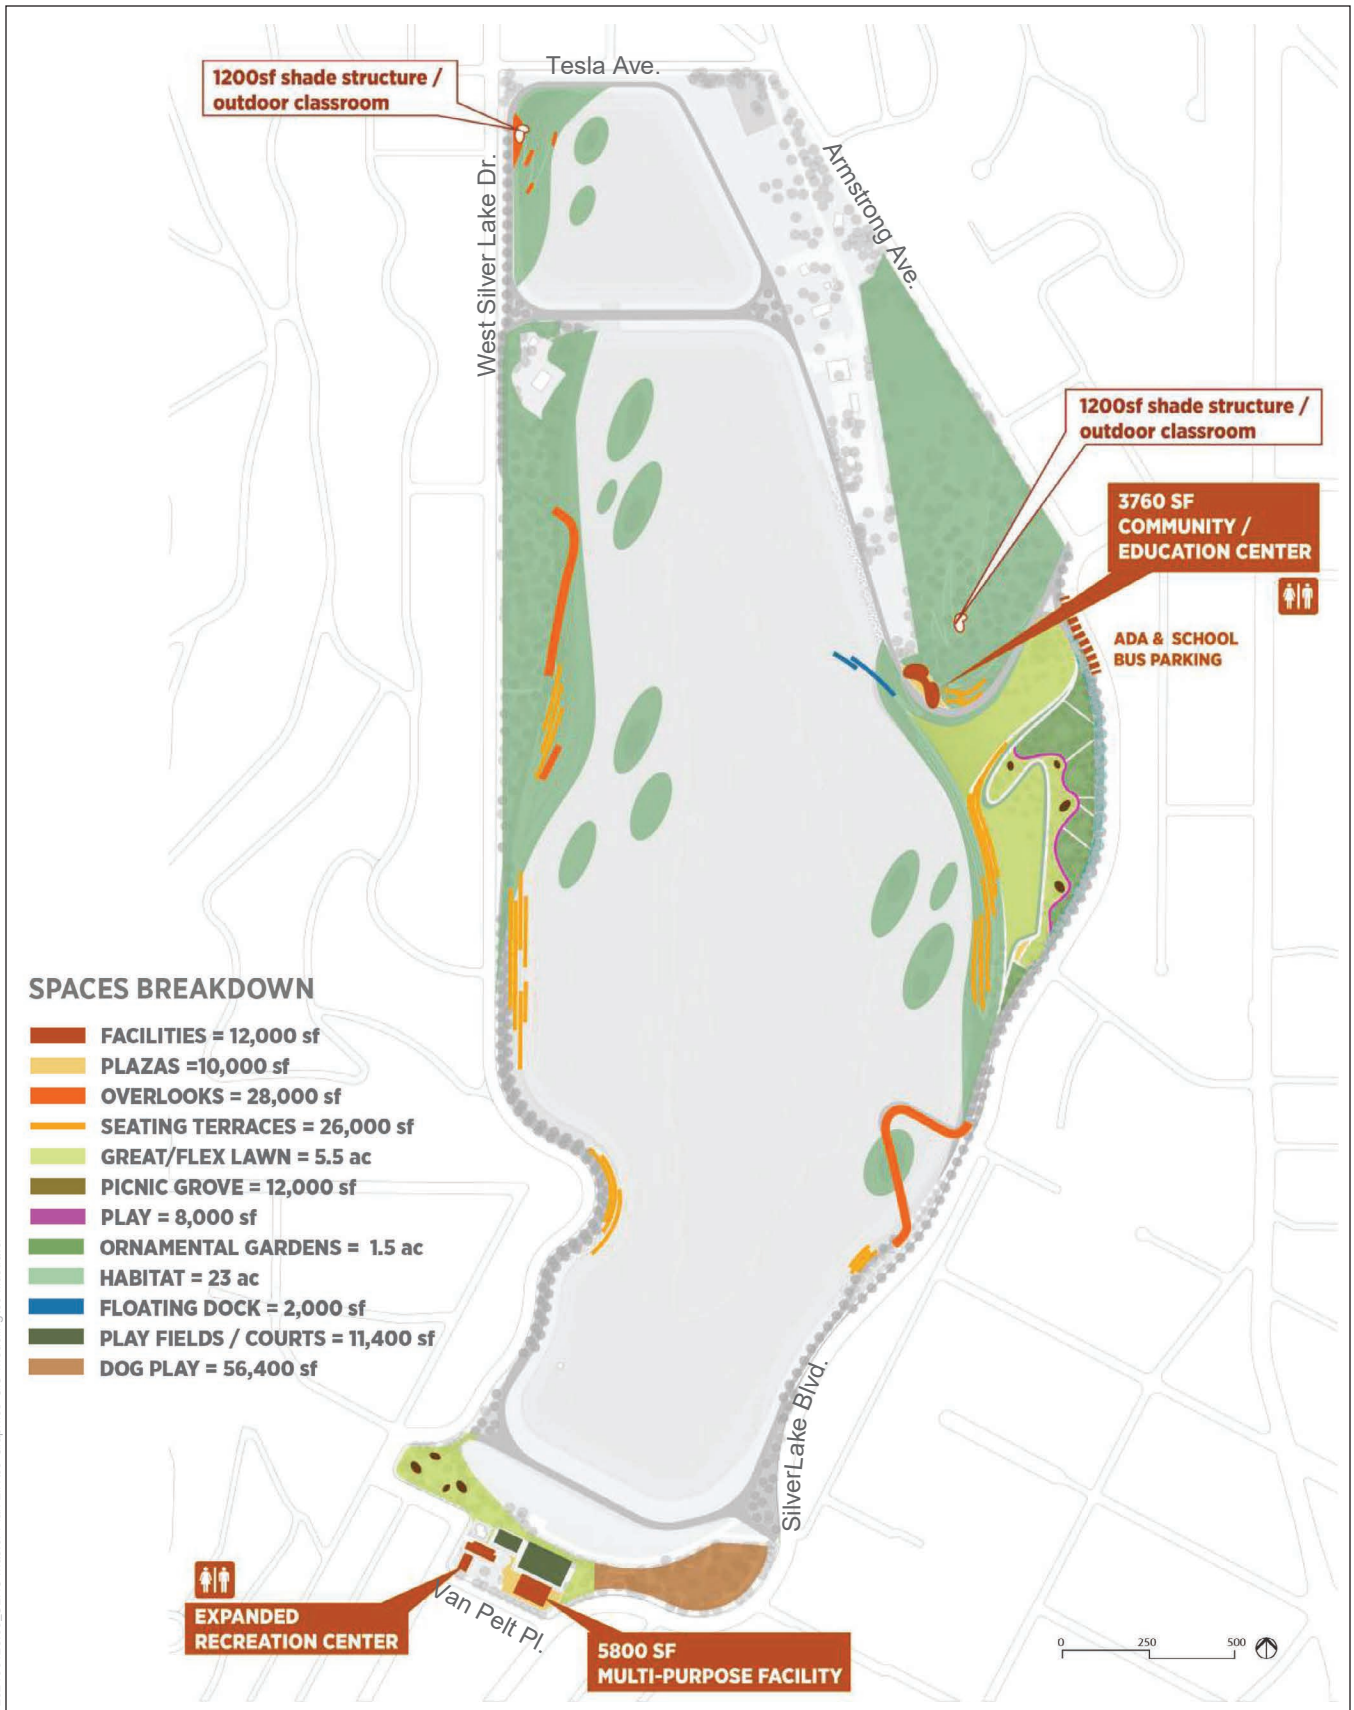 Tesla Ave.
1200sf shade structure /
outdoor classroom
West Silver Lake Dr.
Armstrong Ave.
1200sf shade structure /
outdoor classroom
3760 SF
COMMUNITY /
EDUCATION CENTER
ADA & SCHOOL
BUS PARKING
SPACES BREAKDOWN
FACILITIES = 12,000 sf
PLAZAS =10,000 sf
OVERLOOKS = 28,000 sf
SEATING TERRACES = 26,000 sf
GREAT/FLEX LAWN = 5.5 ac
PICNIC GROVE = 12,000 sf
PLAY = 8,000 sf
ORNAMENTAL GARDENS = 1.5 ac
HABITAT = 23 ac
FLOATING DOCK = 2,000 sf
PLAY FIELDS / COURTS = 11,400 sf
DOG PLAY = 56,400 sf
SilverLake Blvd.
EXPANDED
RECREATION CENTER
Van Pelt Pl.
5800 SF
MULTI-PURPOSE FACILITY
0 250 500